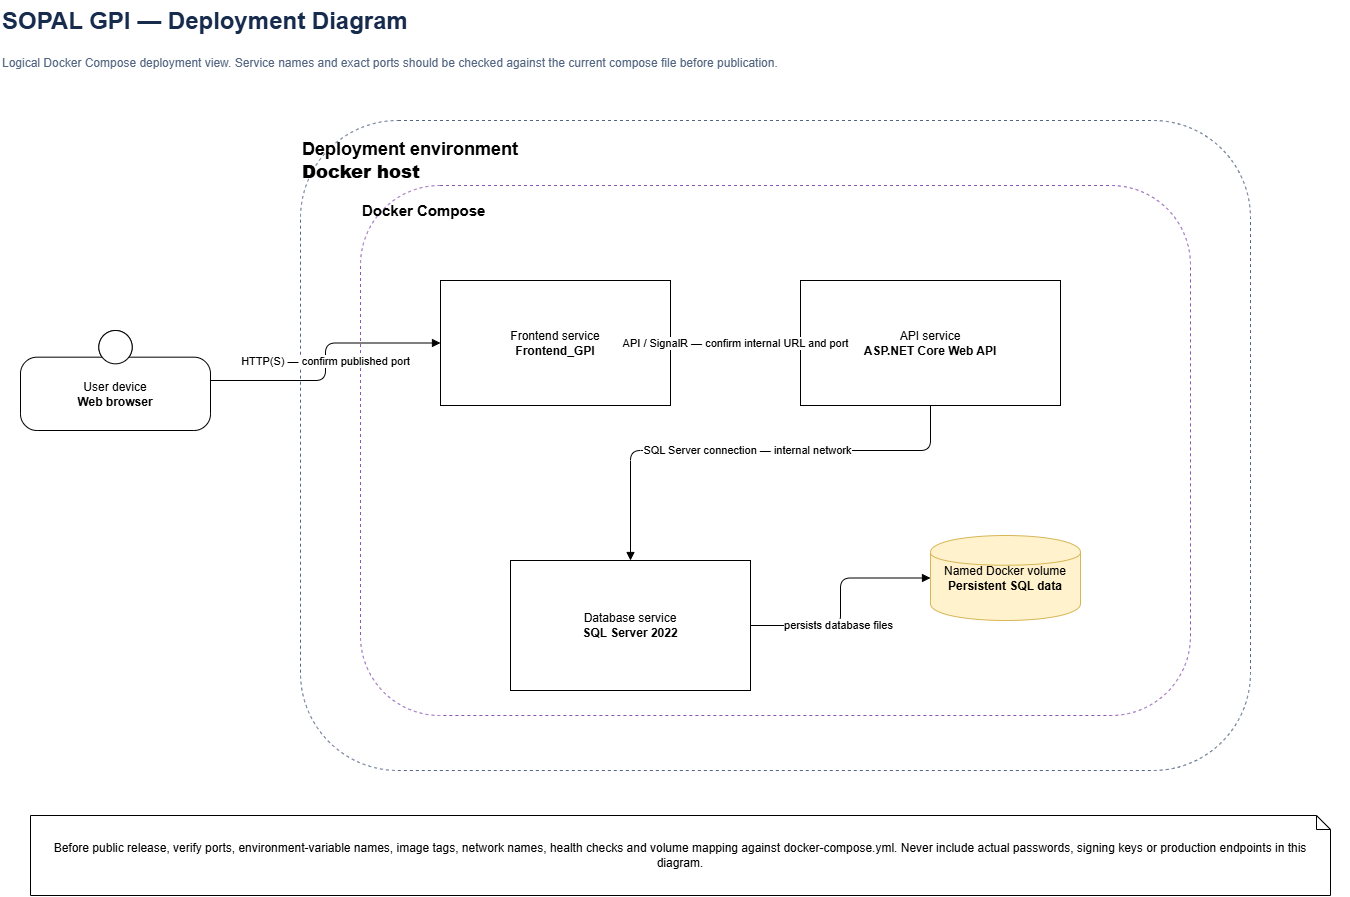 SOPAL GPI — Deployment Diagram
Logical Docker Compose deployment view. Service names and exact ports should be checked against the current compose file before publication.
Deployment environment
Docker host
Docker Compose
Frontend service
Frontend_GPI
API / SignalR — confirm internal URL and port
API service
ASP.NET Core Web API
HTTP(S) — confirm published port
User device
Web browser
SQL Server connection — internal network
Named Docker volume
Persistent SQL data
Database service
SQL Server 2022
persists database files
Before public release, verify ports, environment-variable names, image tags, network names, health checks and volume mapping against docker-compose.yml. Never include actual passwords, signing keys or production endpoints in this
diagram.